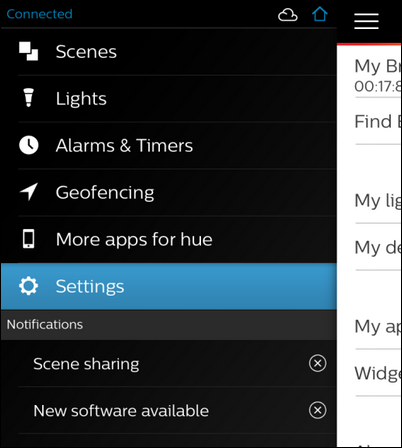 Connected
Scenes
Lights
Alarms & Timers
Geofencing
More apps for hue
Settings
Notifications
Scene sharing
New software available
My Br
00:17:8
Find
My lig
My de
My ap
Widge